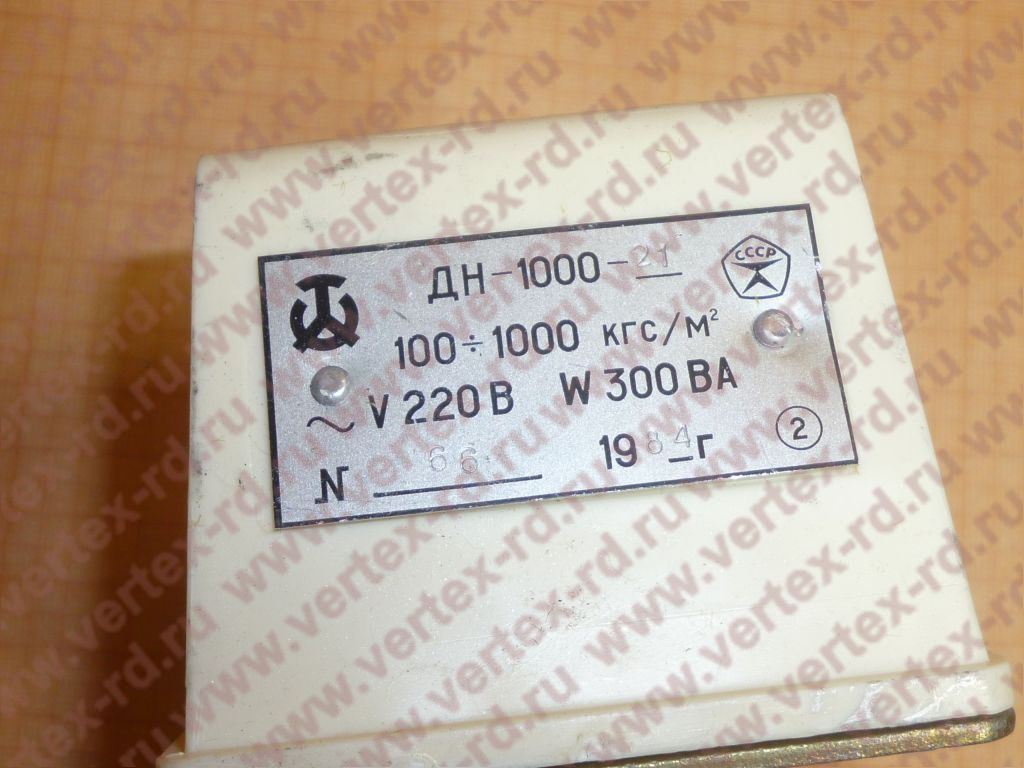 ДН-1000-21
СССР
100÷1000 кгс/м²
~ V 220 В W 300 ВА
N 66 1984 г
2
www.vertex-rd.ru